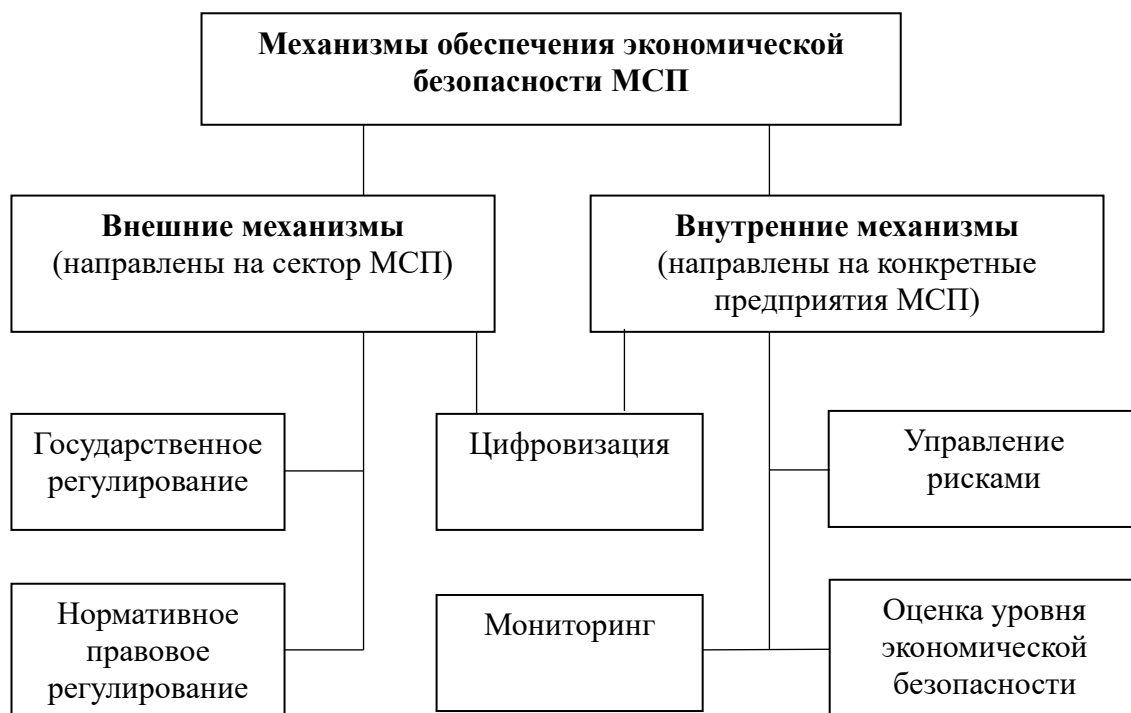 Механизмы обеспечения экономической
безопасности МСП
Внешние механизмы
(направлены на сектор МСП)
Внутренние механизмы
(направлены на конкретные
предприятия МСП)
Государственное
регулирование
Цифровизация
Управление
рисками
Нормативное
правовое
регулирование
Мониторинг
Оценка уровня
экономической
безопасности